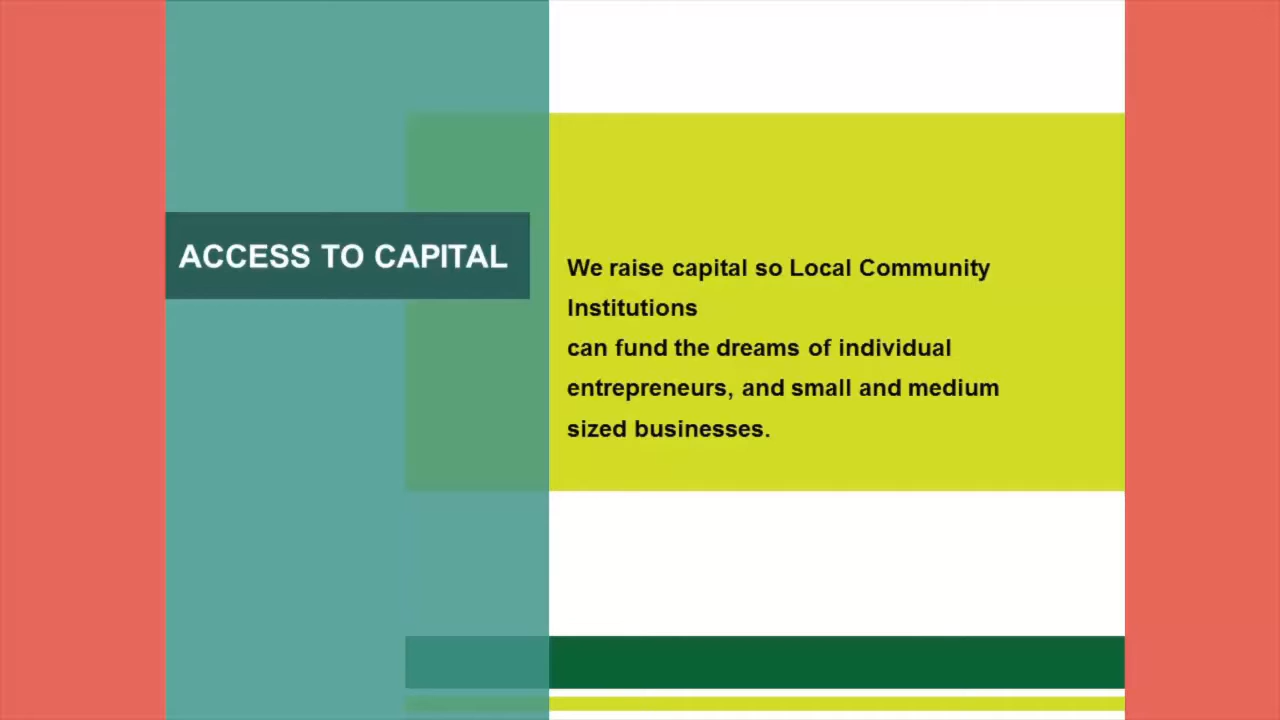 ACCESS TO CAPITAL
We raise capital so Local Community
Institutions
can fund the dreams of individual
entrepreneurs, and small and medium
sized businesses.